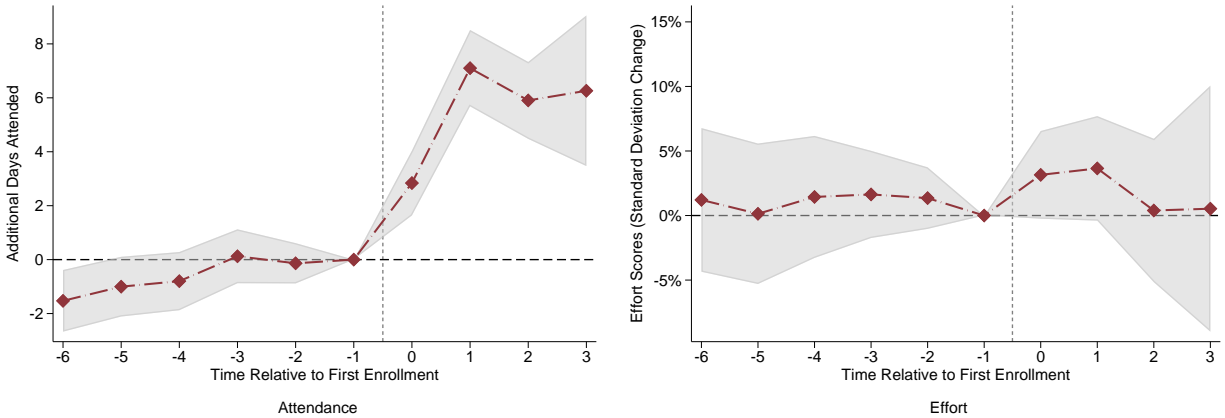 Additional Days Attended
8
6
4
2
0
-2
-6 -5 -4 -3 -2 -1 0 1 2 3
Time Relative to First Enrollment
Attendance
Effort Scores (Standard Deviation Change)
15%
10%
5%
0%
-5%
-6 -5 -4 -3 -2 -1 0 1 2 3
Time Relative to First Enrollment
Effort